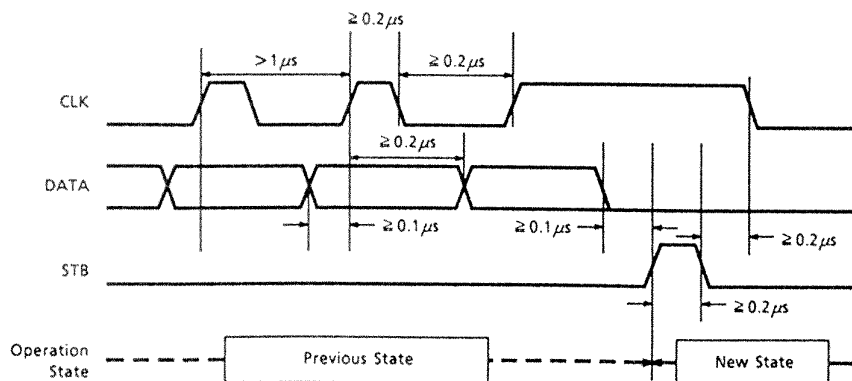 ≧0.2μs
>1μs
≧0.2μs
CLK
≧0.2μs
DATA
≧0.1μs
≧0.1μs
≧0.2μs
STB
≧0.2μs
Operation
State
Previous State
New State